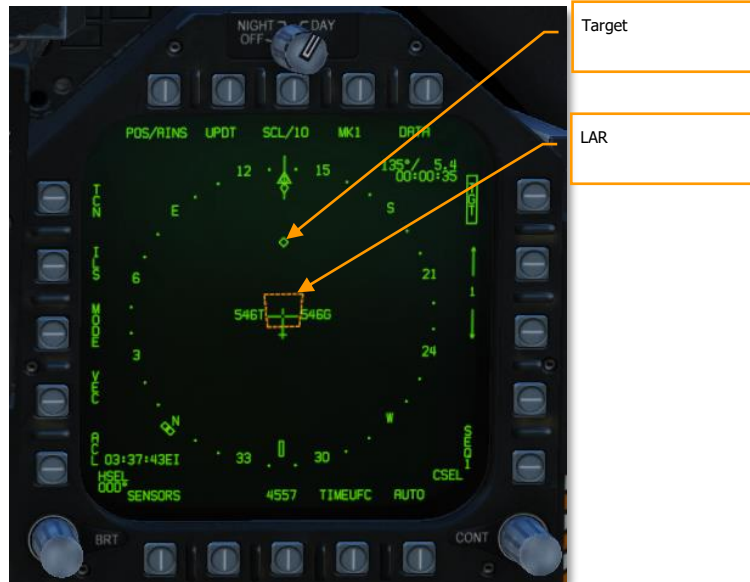 Target
LAR
NIGHT DAY
OFF
POS/AINS UPDT SCL/10 MK1 DATA
135°/ 5.4
00:00:35
12 15
TCN
E S
TGT
ILS
6 21
1
546T 546G
MODE
3 24
VEC
N W
ACL
03:37:43EI
33 30
SEQ1
HSEL
000°
CSEL
SENSORS 4557 TIMEUFC AUTO
BRT CONT